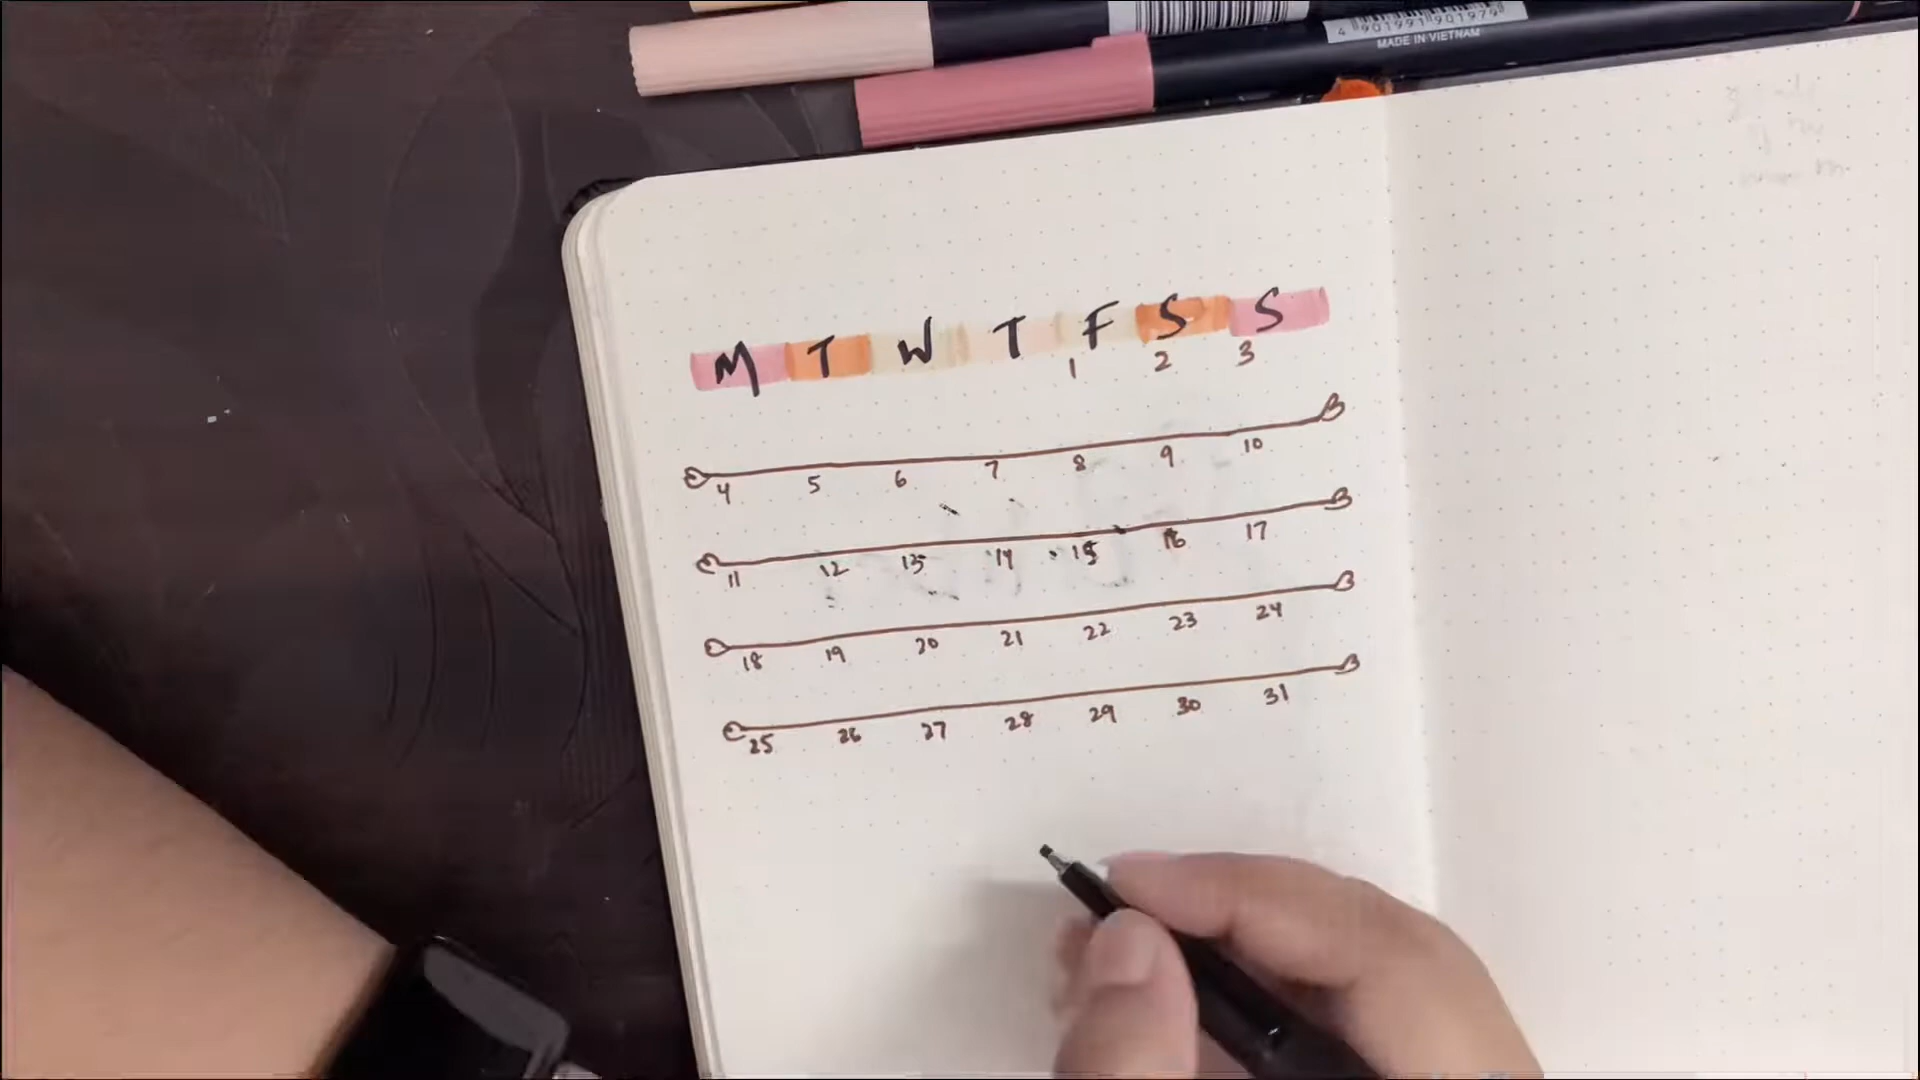 4901991901979
MADE IN VIETNAM
M T W T F S S
1 2 3
4 5 6 7 8 9 10
11 12 13 14 15 16 17
18 19 20 21 22 23 24
25 26 27 28 29 30 31